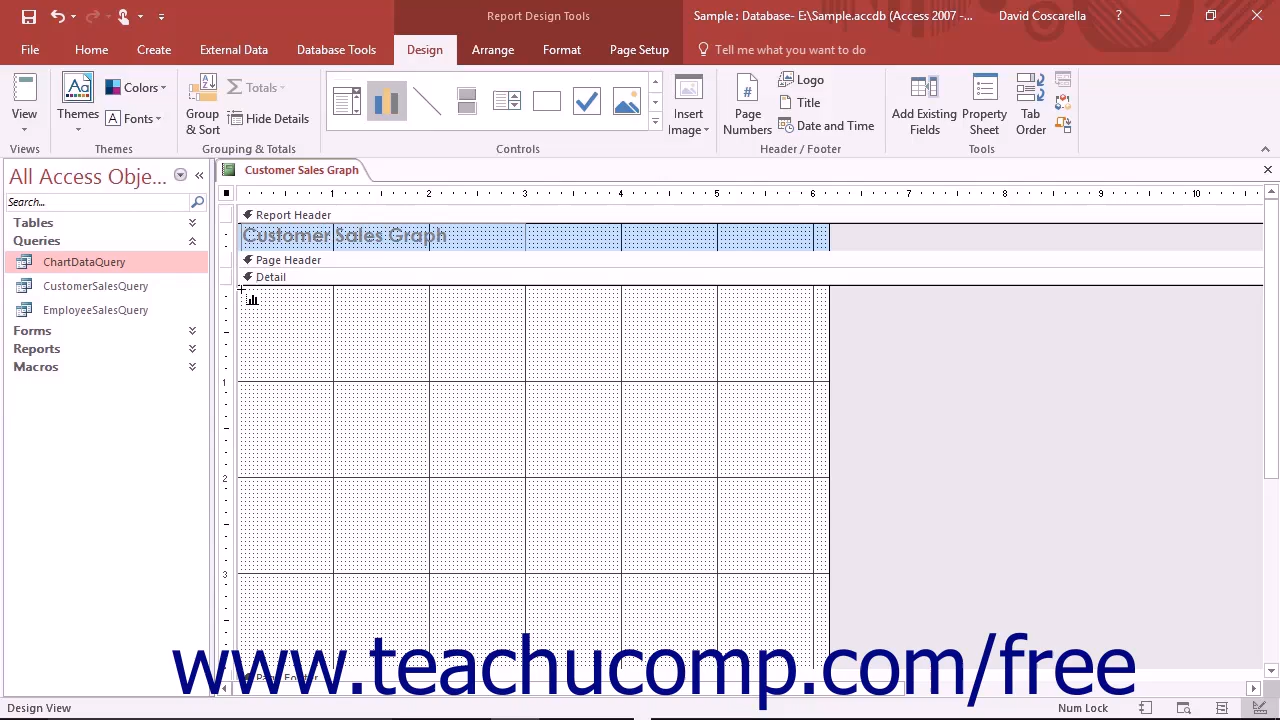 Report Design Tools
Sample : Database- E:\Sample.accdb (Access 2007 -...
David Coscarella
?
File
Home
Create
External Data
Database Tools
Design
Arrange
Format
Page Setup
Tell me what you want to do
View
Themes
Colors
Fonts
Group & Sort
Totals
Hide Details
Insert Image
Page Numbers
Logo
Title
Date and Time
Add Existing Fields
Property Sheet
Tab Order
Views
Themes
Grouping & Totals
Controls
Header / Footer
Tools
All Access Obje...
Search...
Tables
Queries
ChartDataQuery
CustomerSalesQuery
EmployeeSalesQuery
Forms
Reports
Macros
Customer Sales Graph
1 2 3 4 5 6 7 8 9 10
Report Header
Customer Sales Graph
Page Header
Detail
1
2
3
Page Footer
www.teachucomp.com/free
Design View
Num Lock